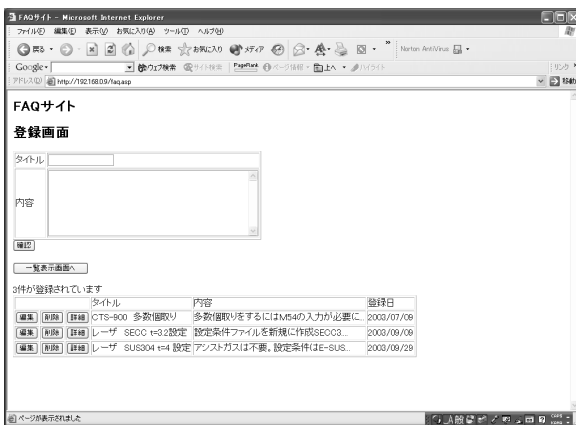 FAQサイト - Microsoft Internet Explorer
ファイル(F) 編集(E) 表示(V) お気に入り(A) ツール(T) ヘルプ(H)
戻る 検索 お気に入り メディア Norton AntiVirus
Google ウェブ検索 サイト検索 PageRank ページ情報 上へ ハイライト リンク
アドレス(D) http://192.168.0.9/faq.asp 移動
FAQサイト
登録画面
タイトル
内容
確認
一覧表示画面へ
3件が登録されています
タイトル 内容 登録日
編集 削除 詳細 CTS-900 多数個取り 多数個取りをするにはM54の入力が必要に... 2003/07/09
編集 削除 詳細 レーザ SECC t=3.2設定 設定条件ファイルを新規に作成SECC3... 2003/09/09
編集 削除 詳細 レーザ SUS304 t=4 設定 アシストガスは不要。設定条件はE-SUS... 2003/09/29
ページが表示されました A 般 CAPS